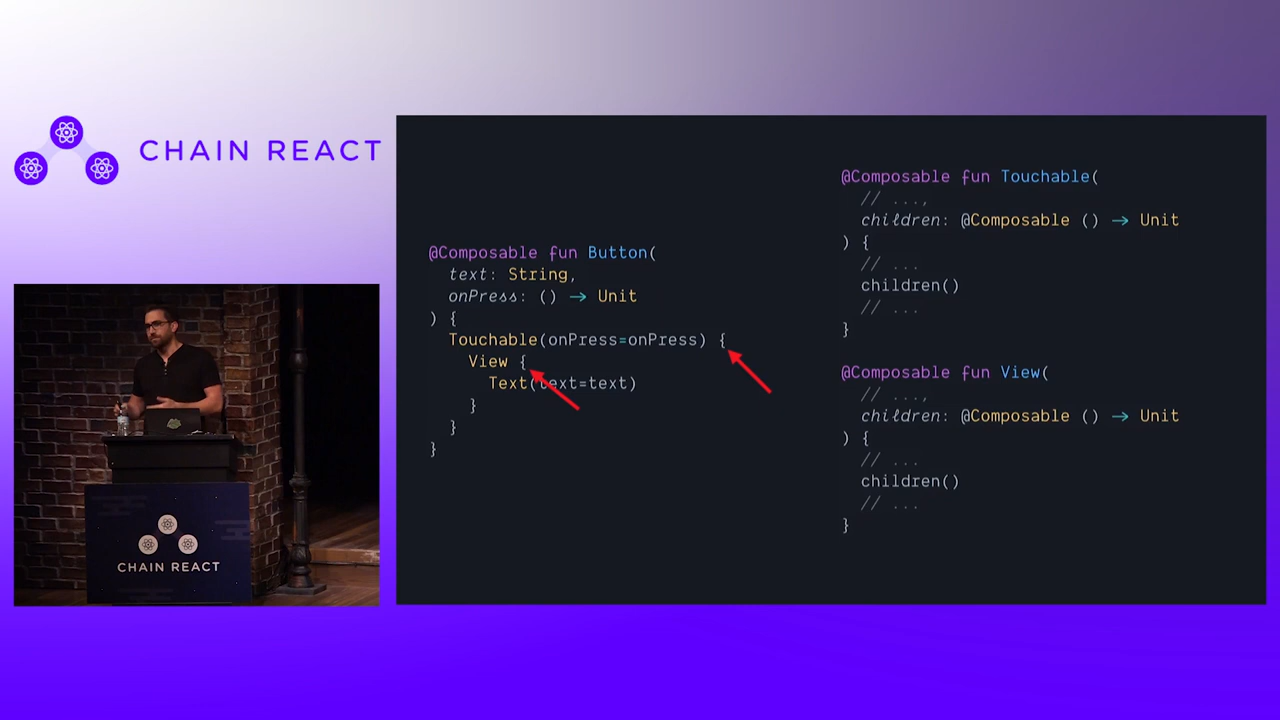 CHAIN REACT
@Composable fun Button(
  text: String,
  onPress: () → Unit
) {
  Touchable(onPress=onPress) {
    View {
      Text(text=text)
    }
  }
}
@Composable fun Touchable(
  // ...,
  children: @Composable () → Unit
) {
  // ...
  children()
  // ...
}
@Composable fun View(
  // ...,
  children: @Composable () → Unit
) {
  // ...
  children()
  // ...
}
CHAIN REACT